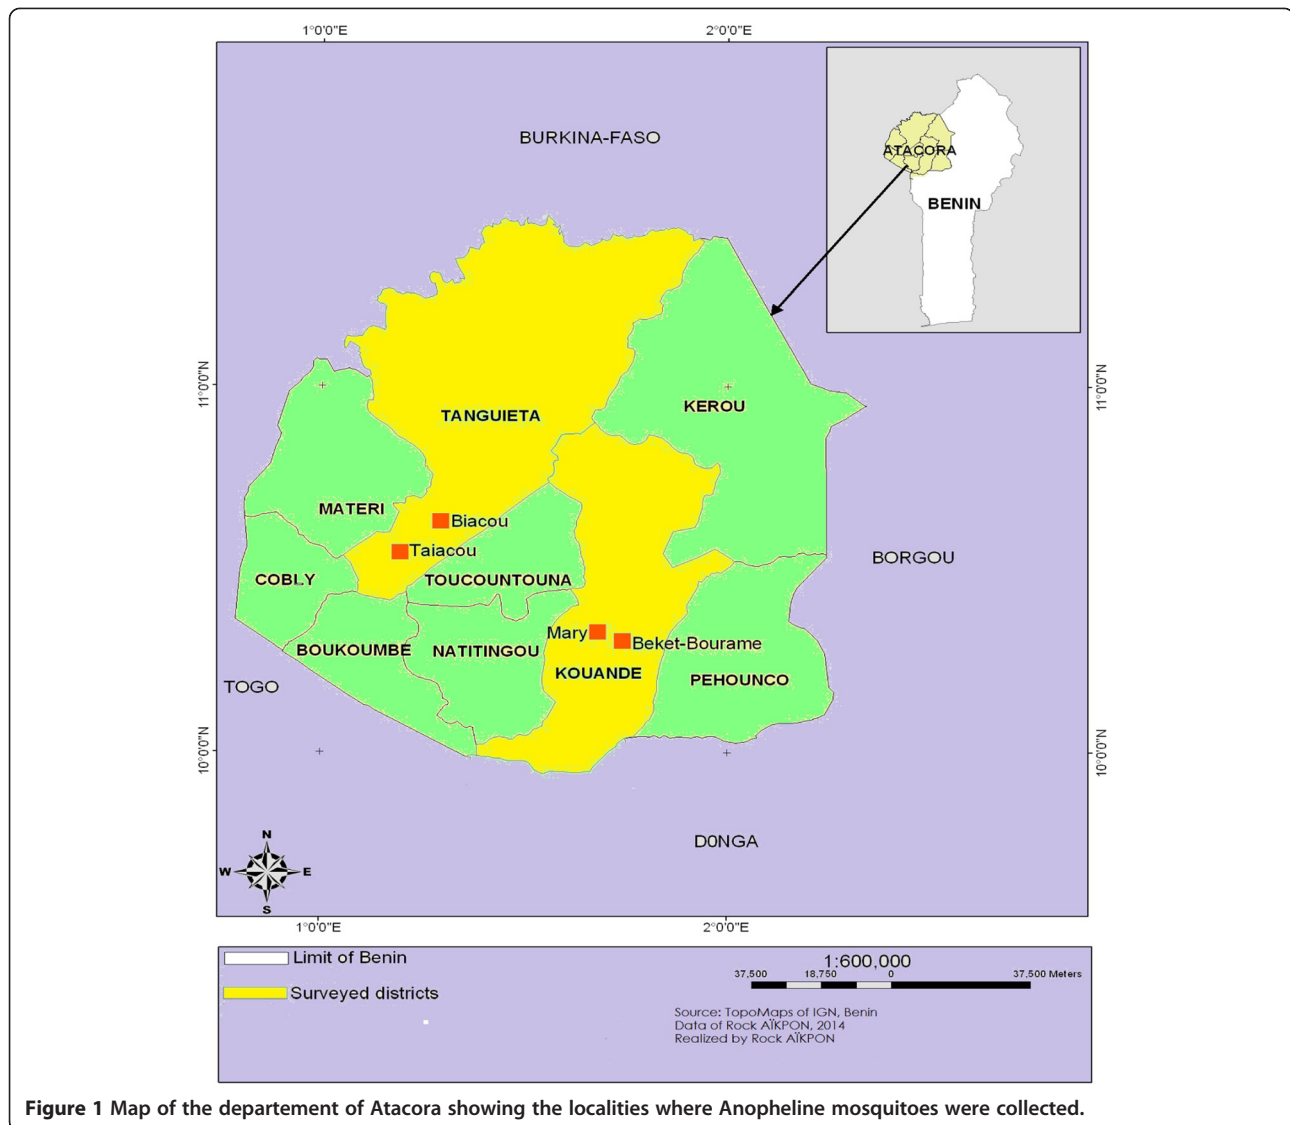 1°0'0"E 2°0'0"E
BURKINA-FASO
ATACORA
BENIN
11°0'0"N 11°0'0"N
TANGUIETA
KEROU
MATERI
Biacou
Taiacou
BORGOU
COBLY
TOUCOUNTOUNA
Mary
Beket-Bourame
BOUKOUMBE
NATITINGOU
KOUANDE
PEHOUNCO
TOGO
10°0'0"N 10°0'0"N
D0NGA
N
W E
S
1°0'0"E 2°0'0"E
Limit of Benin
Surveyed districts
1:600,000
37,500 18,750 0 37,500 Meters
Source: TopoMaps of IGN, Benin
Data of Rock AÏKPON, 2014
Realized by Rock AÏKPON
Figure 1 Map of the departement of Atacora showing the localities where Anopheline mosquitoes were collected.